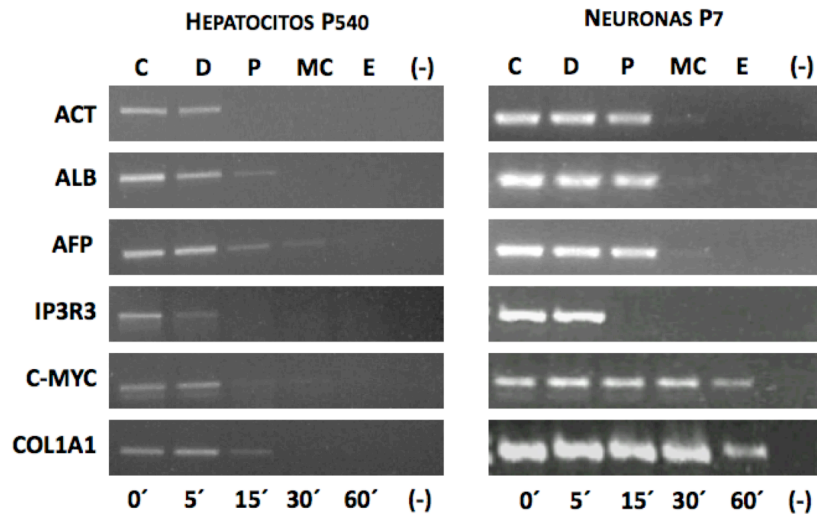 HEPATOCITOS P540 NEURONAS P7
C D P MC E (-) C D P MC E (-)
ACT
ALB
AFP
IP3R3
C-MYC
COL1A1
0´ 5´ 15´ 30´ 60´ (-) 0´ 5´ 15´ 30´ 60´ (-)